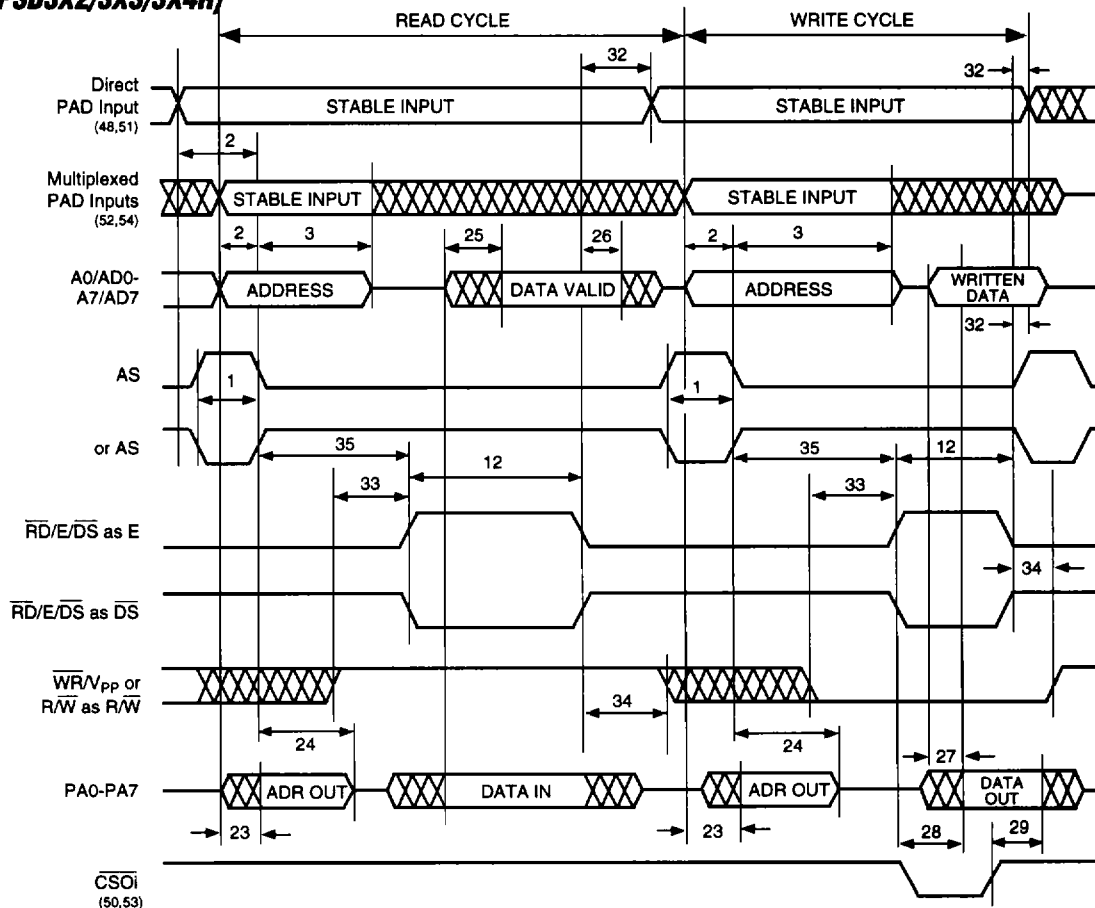 PSD3X2/3X3/3X4R)
READ CYCLE
WRITE CYCLE
32
32
Direct
PAD Input
(48,51)
STABLE INPUT
STABLE INPUT
2
Multiplexed
PAD Inputs
(52,54)
STABLE INPUT
STABLE INPUT
2
3
25
26
2
3
A0/AD0-
A7/AD7
ADDRESS
DATA VALID
ADDRESS
WRITTEN
DATA
32
AS
1
1
or AS
35
12
35
12
33
33
RD/E/DS as E
34
RD/E/DS as DS
WR/VPP or
R/W as R/W
34
24
24
27
PA0-PA7
ADR OUT
DATA IN
ADR OUT
DATA
OUT
23
23
28
29
CSOi
(50,53)